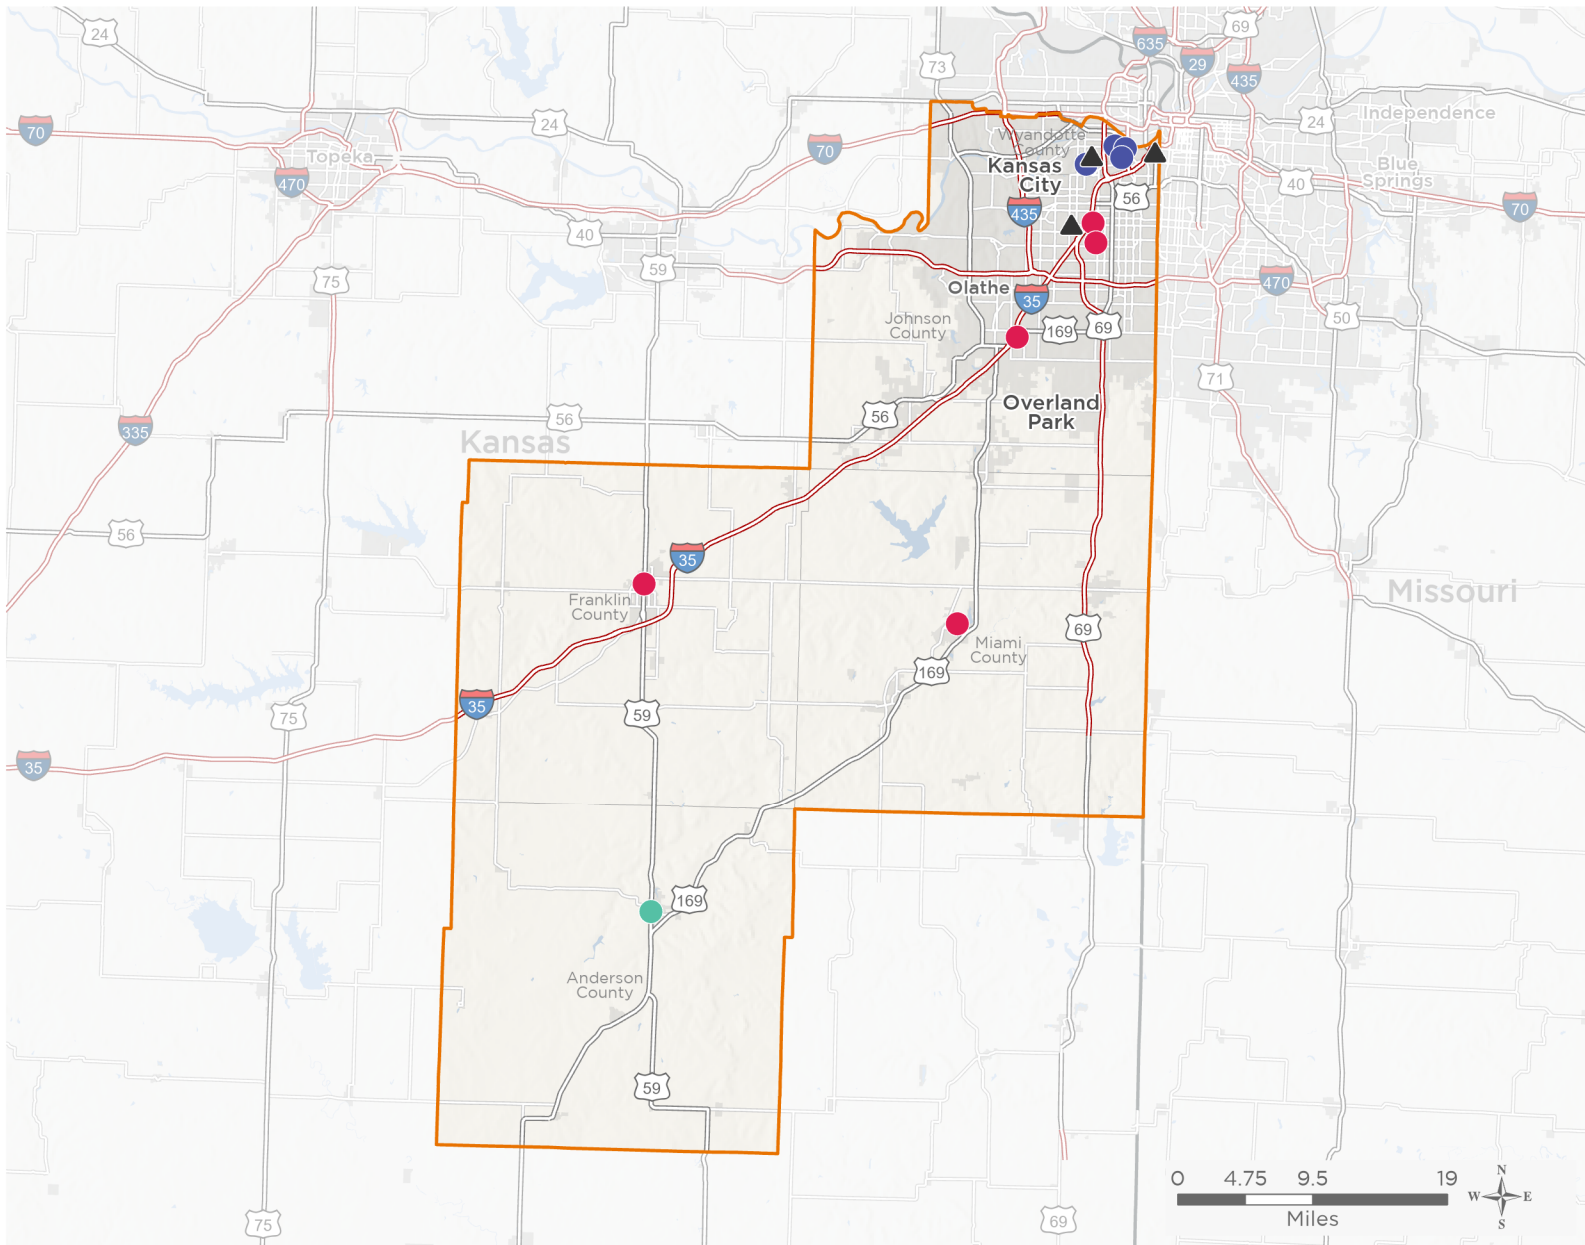 24
69
635
29
435
73
70
24
24
Independence
70
Wyandotte
County
Topeka
470
Kansas
City
Blue
Springs
40
56
70
435
40
59
75
470
Olathe
35
50
Johnson
County
169
69
71
56
56
335
Overland
Park
Kansas
56
35
Missouri
Franklin
County
69
Miami
County
169
35
59
75
35
169
Anderson
County
59
0
4.75
9.5
19
Miles
N
W
E
S
75
69